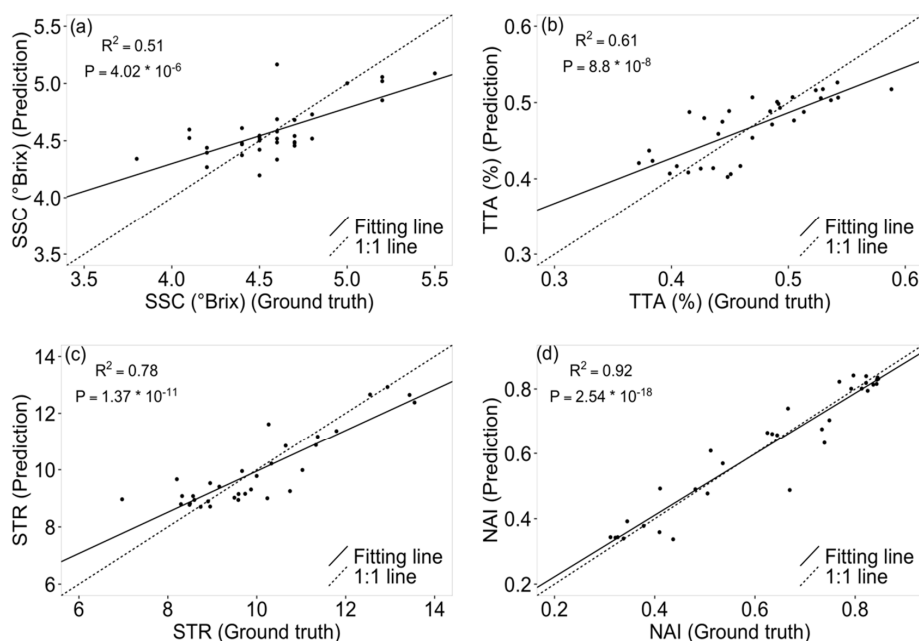 (a)
R² = 0.51
P = 4.02 * 10⁻⁶
5.5
5.0
4.5
4.0
3.5
SSC (°Brix) (Prediction)
Fitting line
1:1 line
3.5 4.0 4.5 5.0 5.5
SSC (°Brix) (Ground truth)
(b)
R² = 0.61
P = 8.8 * 10⁻⁸
0.6
0.5
0.4
0.3
TTA (%) (Prediction)
Fitting line
1:1 line
0.3 0.4 0.5 0.6
TTA (%) (Ground truth)
(c)
R² = 0.78
P = 1.37 * 10⁻¹¹
14
12
10
8
6
STR (Prediction)
Fitting line
1:1 line
6 8 10 12 14
STR (Ground truth)
(d)
R² = 0.92
P = 2.54 * 10⁻¹⁸
0.8
0.6
0.4
0.2
NAI (Prediction)
Fitting line
1:1 line
0.2 0.4 0.6 0.8
NAI (Ground truth)